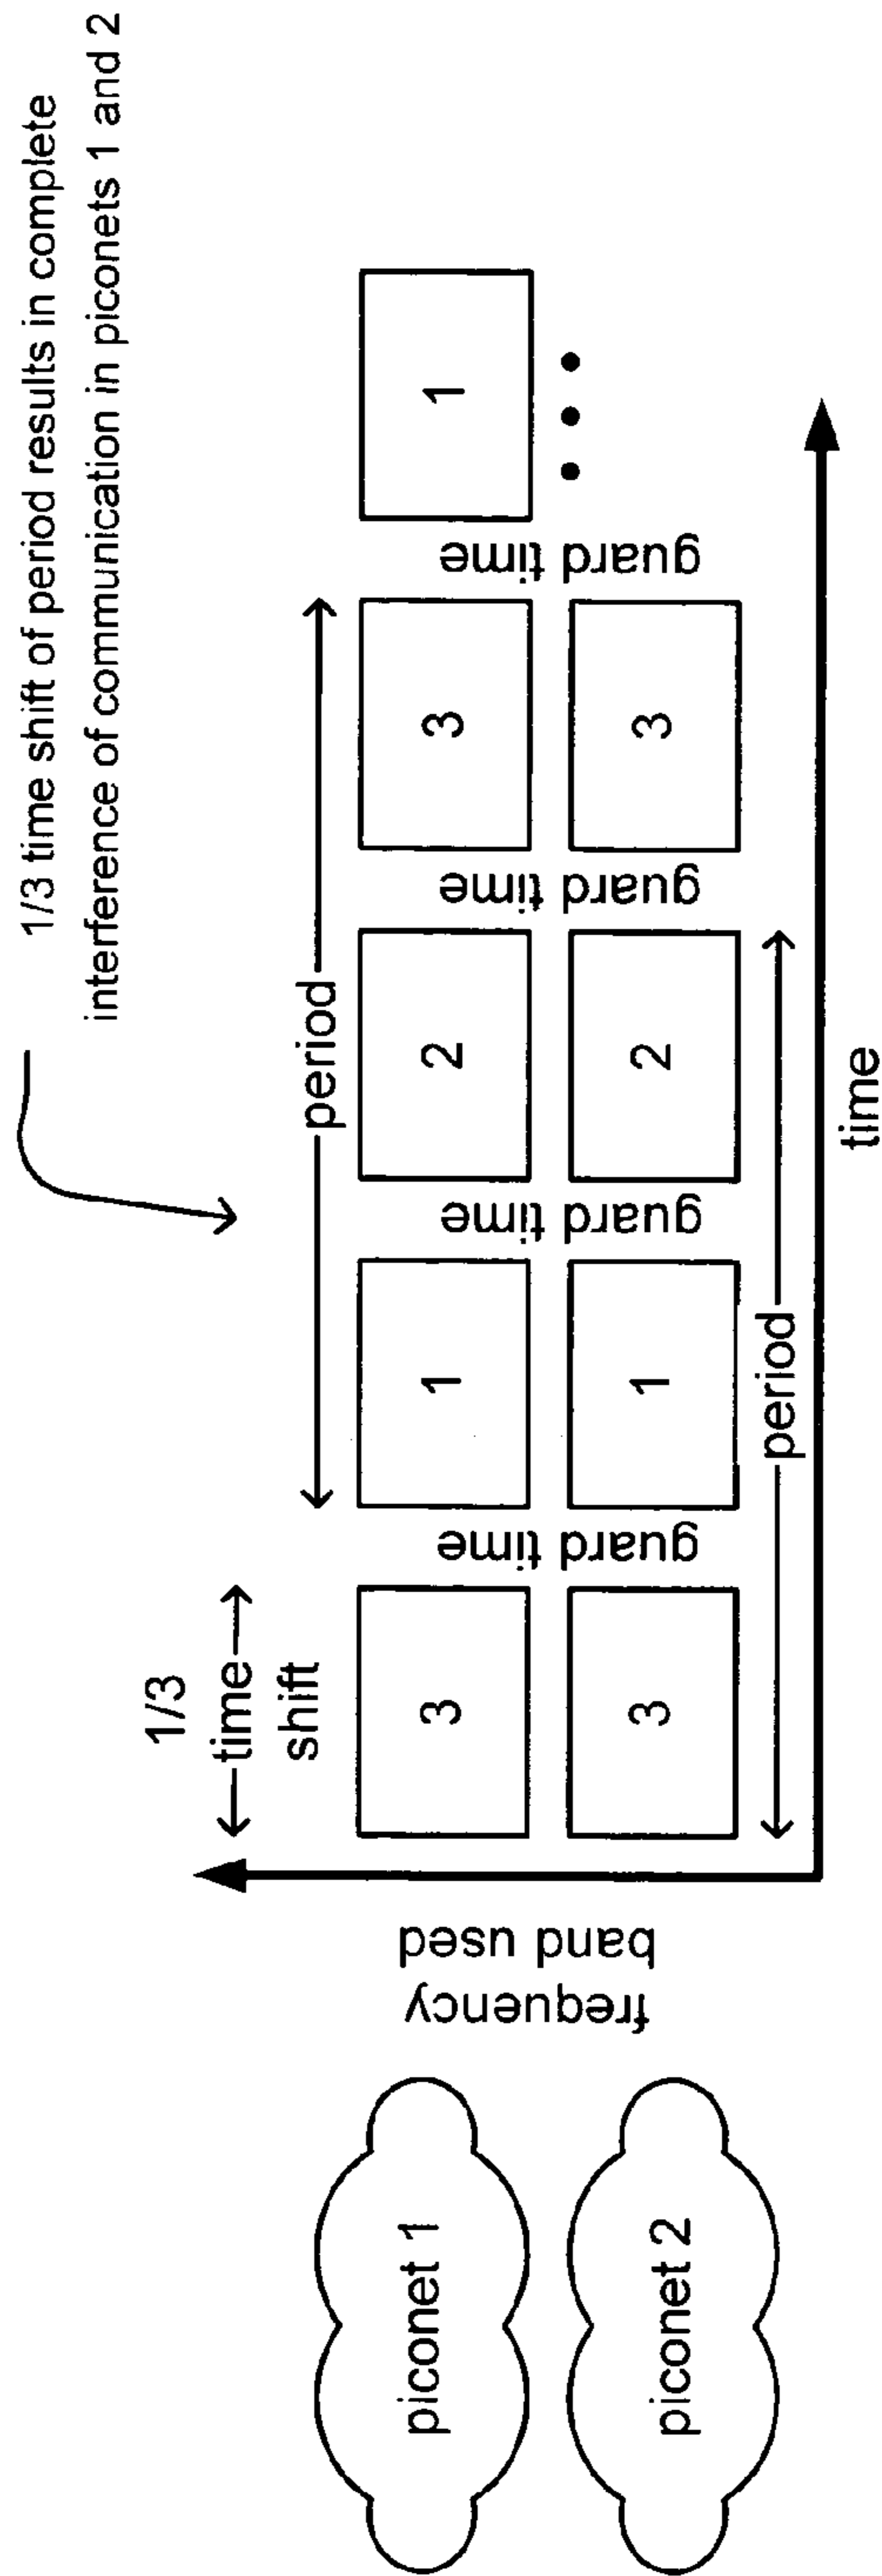 1/3 time shift of period results in complete
interference of communication in piconets 1 and 2
1/3
time
shift
period
piconet 1
3
1
2
3
1
frequency
band used
guard time
guard time
guard time
guard time
piconet 2
3
1
2
3
period
time